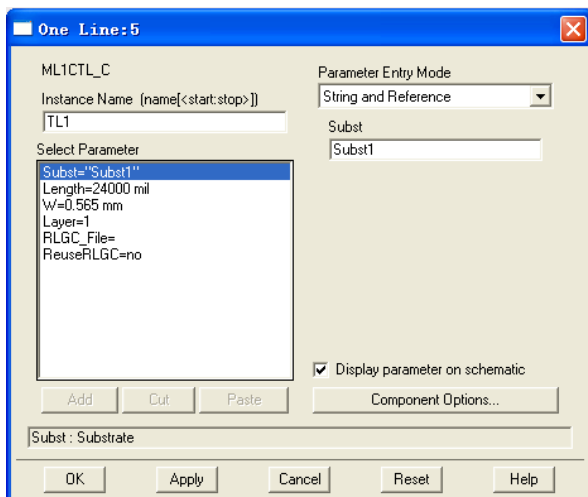 One Line:5
ML1CTL_C
Instance Name (name[<start:stop>])
TL1
Select Parameter
Subst="Subst1"
Length=24000 mil
W=0.565 mm
Layer=1
RLGC_File=
ReuseRLGC=no
Add Cut Paste
Parameter Entry Mode
String and Reference
Subst
Subst1
Display parameter on schematic
Component Options...
Subst : Substrate
OK Apply Cancel Reset Help